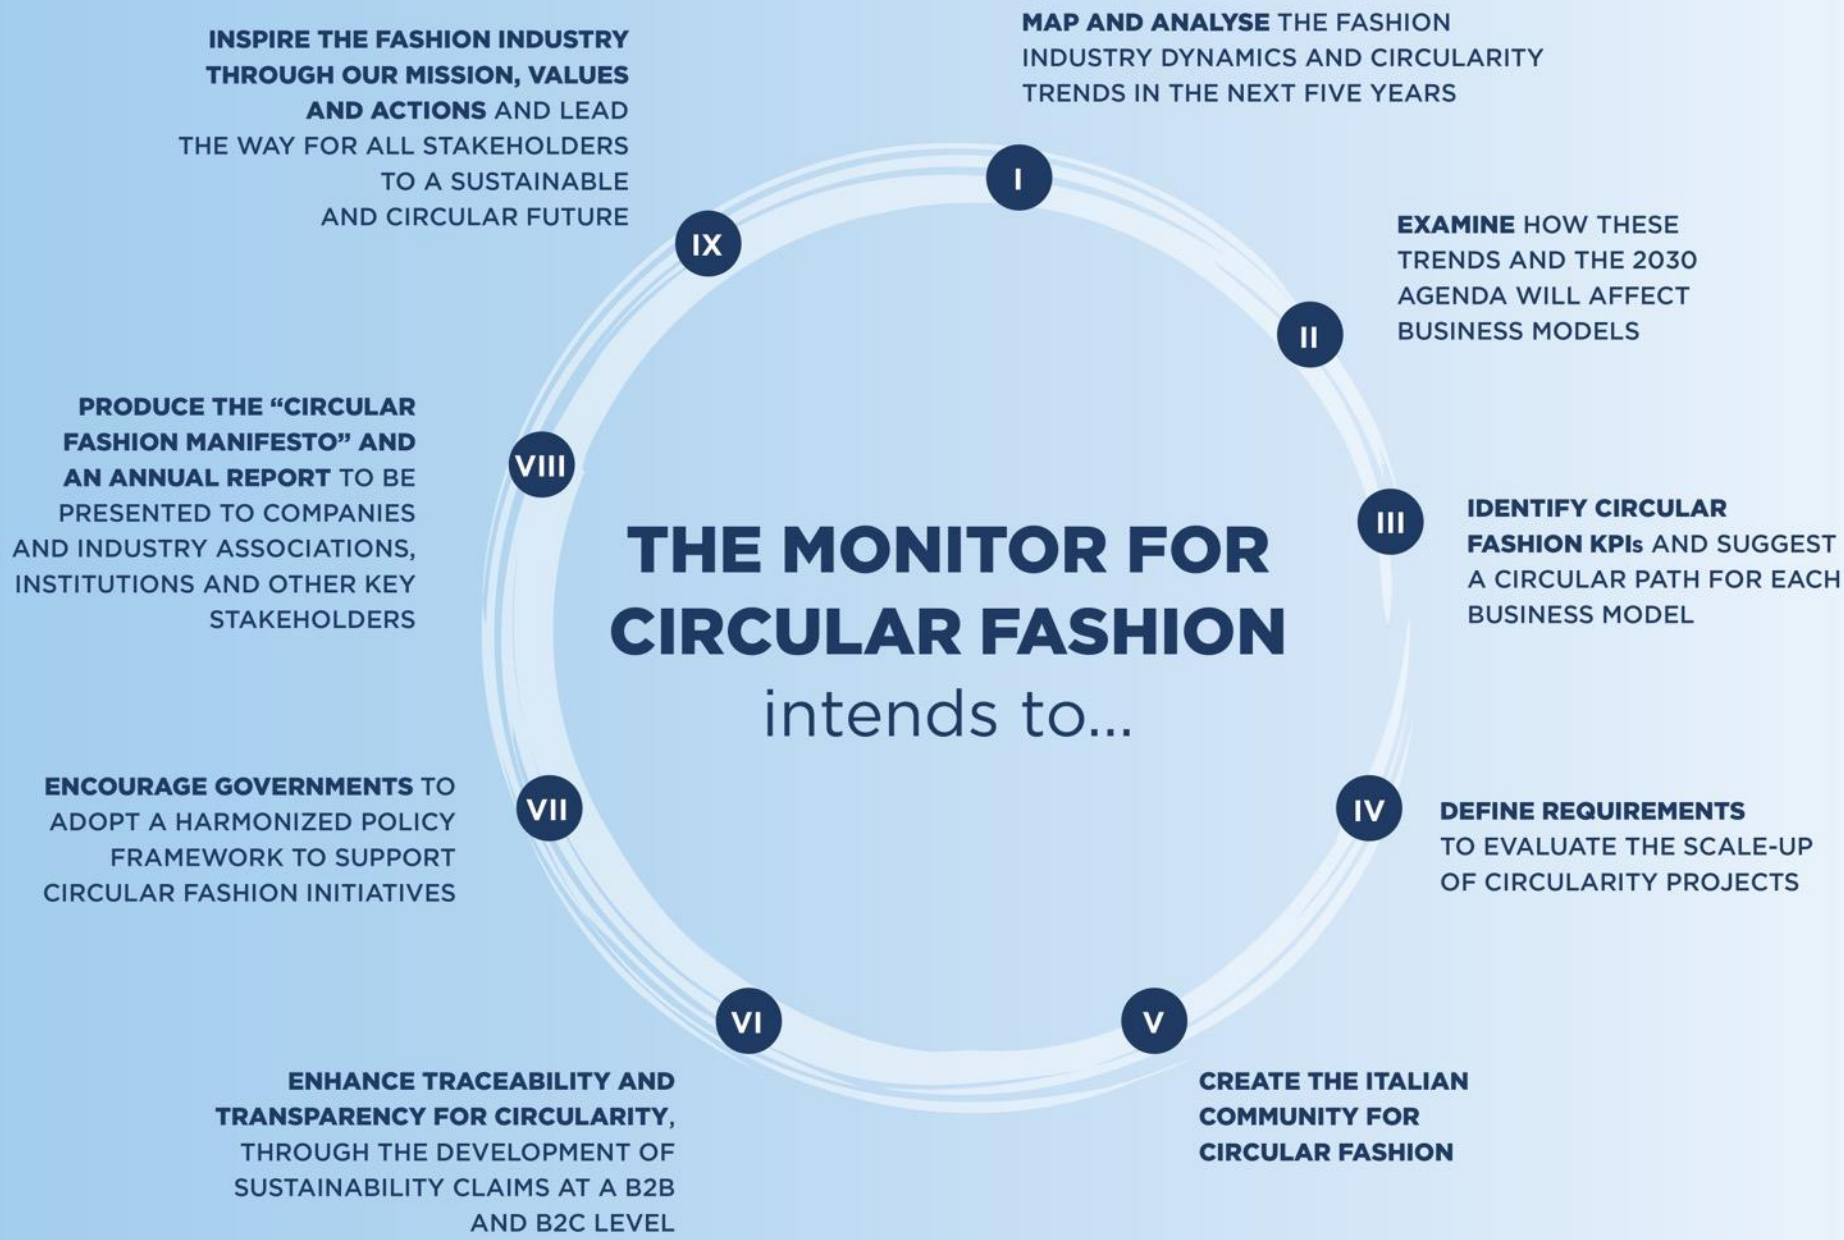 THE MONITOR FOR
CIRCULAR FASHION
intends to...
I
MAP AND ANALYSE THE FASHION
INDUSTRY DYNAMICS AND CIRCULARITY
TRENDS IN THE NEXT FIVE YEARS
II
EXAMINE HOW THESE
TRENDS AND THE 2030
AGENDA WILL AFFECT
BUSINESS MODELS
III
IDENTIFY CIRCULAR
FASHION KPIs AND SUGGEST
A CIRCULAR PATH FOR EACH
BUSINESS MODEL
IV
DEFINE REQUIREMENTS
TO EVALUATE THE SCALE-UP
OF CIRCULARITY PROJECTS
V
CREATE THE ITALIAN
COMMUNITY FOR
CIRCULAR FASHION
VI
ENHANCE TRACEABILITY AND
TRANSPARENCY FOR CIRCULARITY,
THROUGH THE DEVELOPMENT OF
SUSTAINABILITY CLAIMS AT A B2B
AND B2C LEVEL
VII
ENCOURAGE GOVERNMENTS TO
ADOPT A HARMONIZED POLICY
FRAMEWORK TO SUPPORT
CIRCULAR FASHION INITIATIVES
VIII
PRODUCE THE “CIRCULAR
FASHION MANIFESTO” AND
AN ANNUAL REPORT TO BE
PRESENTED TO COMPANIES
AND INDUSTRY ASSOCIATIONS,
INSTITUTIONS AND OTHER KEY
STAKEHOLDERS
IX
INSPIRE THE FASHION INDUSTRY
THROUGH OUR MISSION, VALUES
AND ACTIONS AND LEAD
THE WAY FOR ALL STAKEHOLDERS
TO A SUSTAINABLE
AND CIRCULAR FUTURE